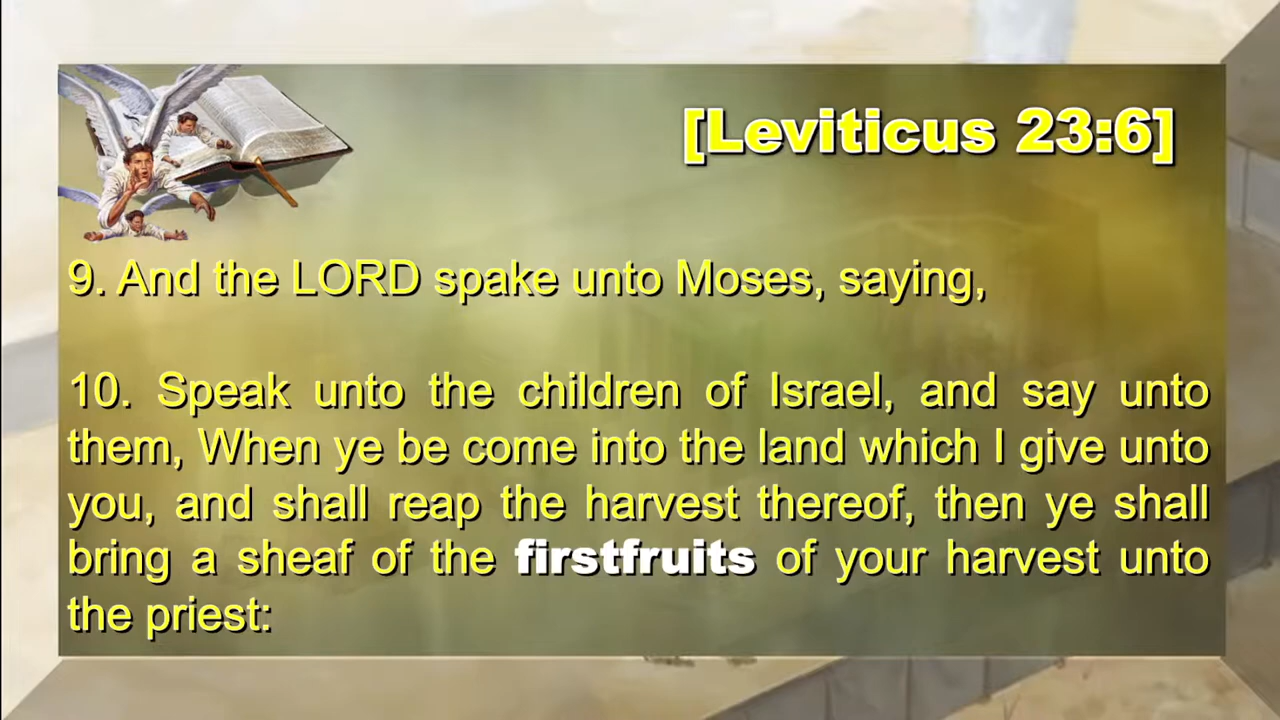 [Leviticus 23:6]
9. And the LORD spake unto Moses, saying,
10. Speak unto the children of Israel, and say unto
them, When ye be come into the land which I give unto
you, and shall reap the harvest thereof, then ye shall
bring a sheaf of the firstfruits of your harvest unto
the priest: